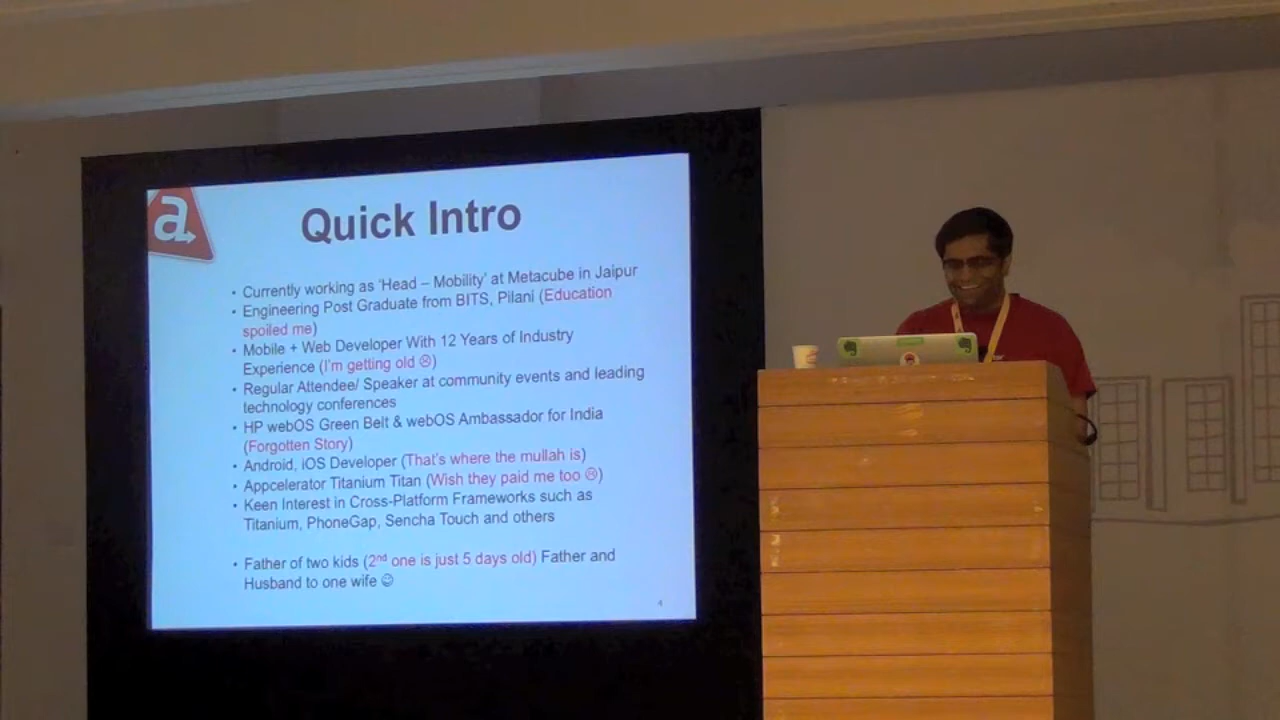 a
Quick Intro
• Currently working as ‘Head – Mobility’ at Metacube in Jaipur
• Engineering Post Graduate from BITS, Pilani (Education
spoiled me)
• Mobile + Web Developer With 12 Years of Industry
Experience (I’m getting old ☹)
• Regular Attendee/ Speaker at community events and leading
technology conferences
• HP webOS Green Belt & webOS Ambassador for India
(Forgotten Story)
• Android, iOS Developer (That’s where the mullah is)
• Appcelerator Titanium Titan (Wish they paid me too ☹)
• Keen Interest in Cross-Platform Frameworks such as
Titanium, PhoneGap, Sencha Touch and others
• Father of two kids (2nd one is just 5 days old) Father and
Husband to one wife ☺
4